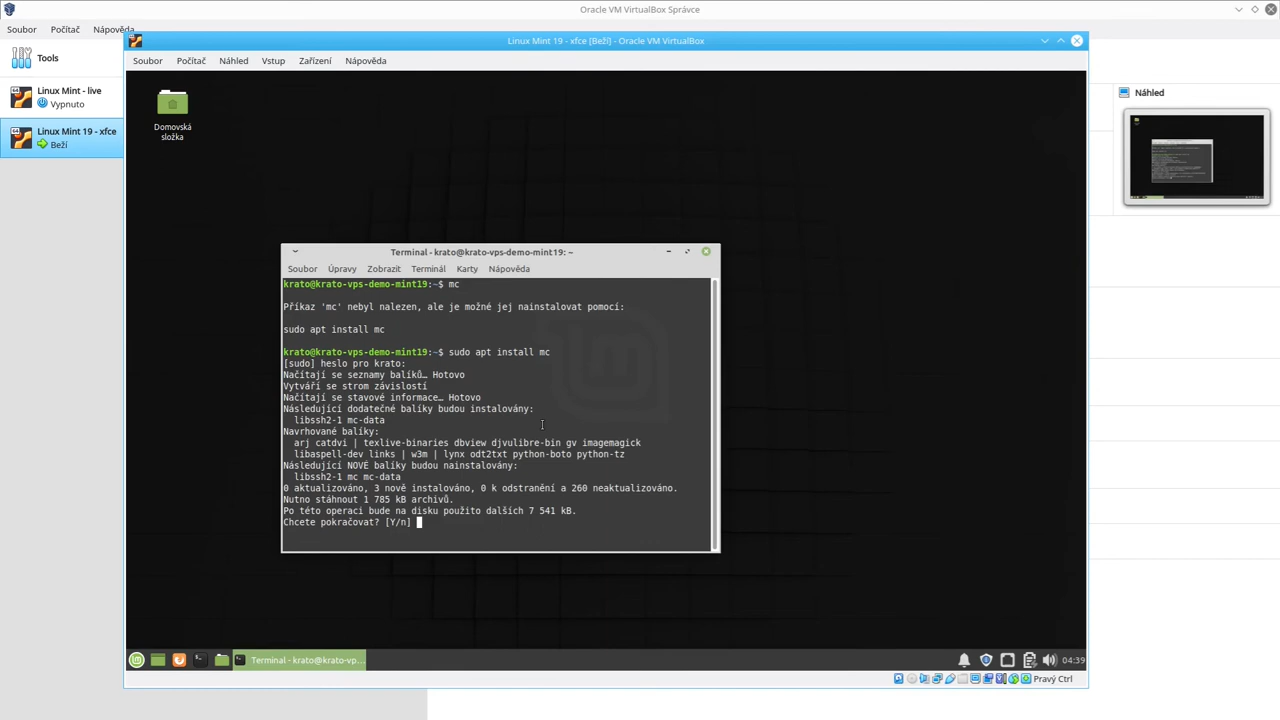 Oracle VM VirtualBox Správce
Soubor Počítač Nápověda
Tools
Linux Mint - live
Vypnuto
Linux Mint 19 - xfce
Beží
Linux Mint 19 - xfce [Beží] - Oracle VM VirtualBox
Soubor Počítač Náhled Vstup Zařízení Nápověda
Náhled
Domovská
složka
Terminal - krato@krato-vps-demo-mint19: ~
Soubor Úpravy Zobrazit Terminál Karty Nápověda
krato@krato-vps-demo-mint19:~$ mc
Příkaz 'mc' nebyl nalezen, ale je možné jej nainstalovat pomocí:
sudo apt install mc
krato@krato-vps-demo-mint19:~$ sudo apt install mc
[sudo] heslo pro krato:
Načítají se seznamy balíků… Hotovo
Vytváří se strom závislostí
Načítají se stavové informace… Hotovo
Následující dodatečné balíky budou instalovány:
libssh2-1 mc-data
Navrhované balíky:
arj catdvi | texlive-binaries dbview djvulibre-bin gv imagemagick
libaspell-dev links | w3m | lynx odt2txt python-boto python-tz
Následující NOVÉ balíky budou nainstalovány:
libssh2-1 mc mc-data
0 aktualizováno, 3 nově instalováno, 0 k odstranění a 260 neaktualizováno.
Nutno stáhnout 1 785 kB archivů.
Po této operaci bude na disku použito dalších 7 541 kB.
Chcete pokračovat? [Y/n]
Terminal - krato@krato-vp...
04:39
Pravý Ctrl